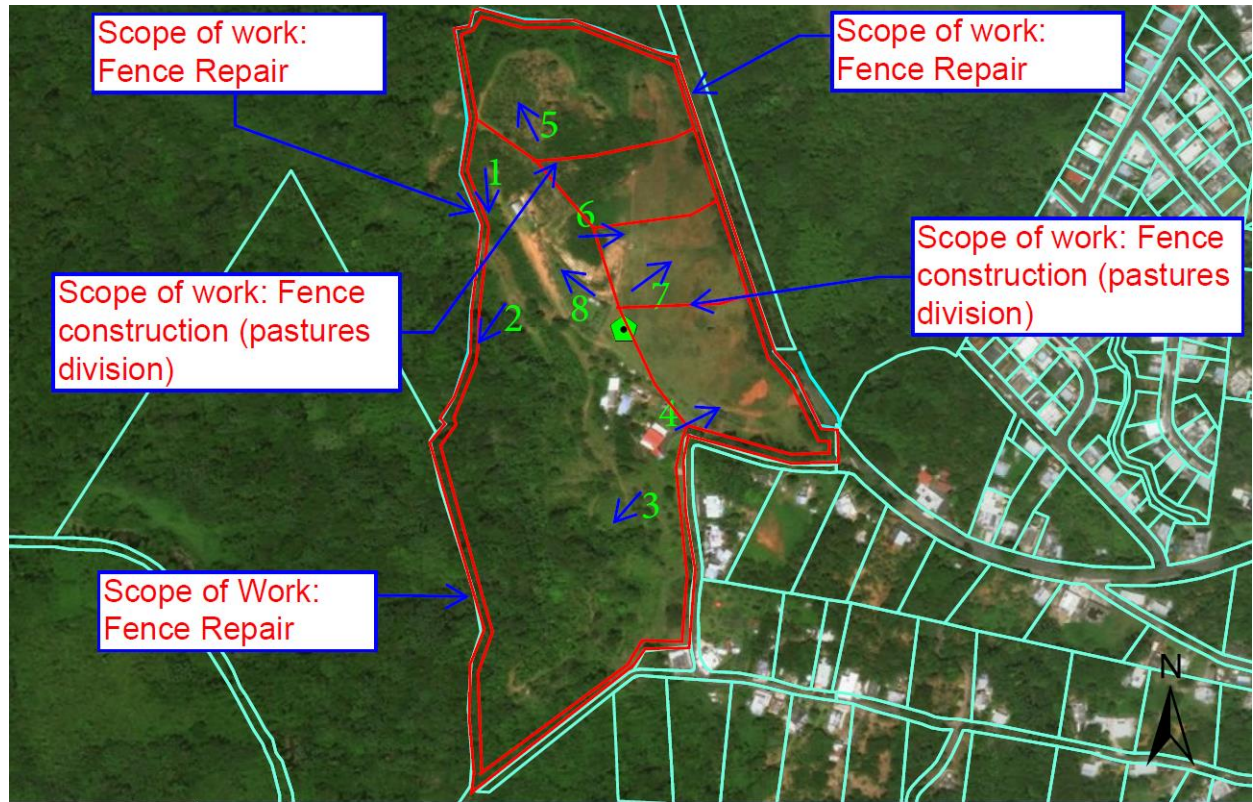 Scope of work:
Fence Repair
Scope of work:
Fence Repair
5
1
6
Scope of work: Fence
construction (pastures
division)
Scope of work: Fence
construction (pastures
division)
7
8
2
4
3
Scope of Work:
Fence Repair
N